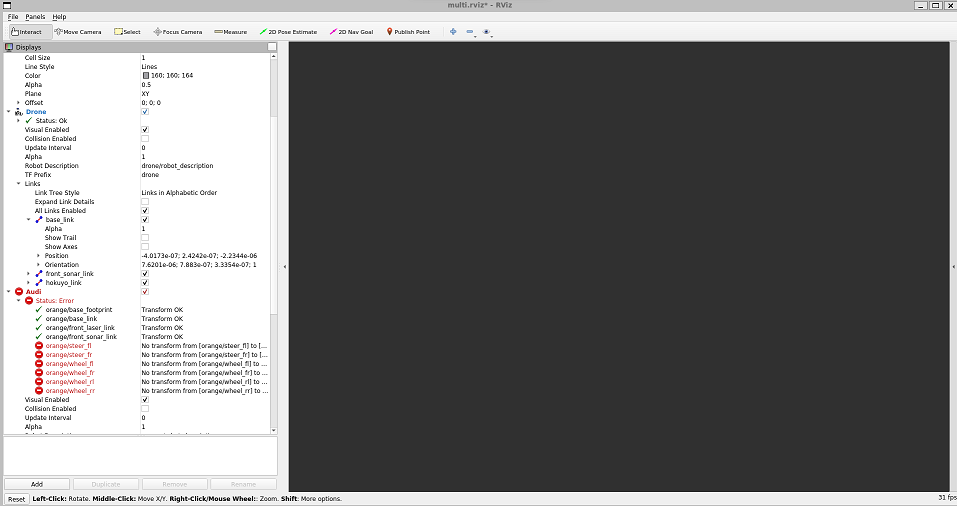 multi.rviz* - RViz
File Panels Help
Interact Move Camera Select Focus Camera Measure 2D Pose Estimate 2D Nav Goal Publish Point
Displays
Cell Size 1
Line Style Lines
Color 160; 160; 164
Alpha 0.5
Plane XY
Offset 0; 0; 0
Drone
Status: Ok
Visual Enabled
Collision Enabled
Update Interval 0
Alpha 1
Robot Description drone/robot_description
TF Prefix drone
Links
Link Tree Style Links in Alphabetic Order
Expand Link Details
All Links Enabled
base_link
Alpha 1
Show Trail
Show Axes
Position -4.0173e-07; 2.4242e-07; -2.2344e-06
Orientation 7.6201e-06; 7.883e-07; 3.3354e-07; 1
front_sonar_link
hokuyo_link
Audi
Status: Error
orange/base_footprint Transform OK
orange/base_link Transform OK
orange/front_laser_link Transform OK
orange/front_sonar_link Transform OK
orange/steer_fl No transform from [orange/steer_fl] to [...
orange/steer_fr No transform from [orange/steer_fr] to [...
orange/wheel_fl No transform from [orange/wheel_fl] to ...
orange/wheel_fr No transform from [orange/wheel_fr] to ...
orange/wheel_rl No transform from [orange/wheel_rl] to ...
orange/wheel_rr No transform from [orange/wheel_rr] to ...
Visual Enabled
Collision Enabled
Update Interval 0
Alpha 1
Add Duplicate Remove Rename
Reset Left-Click: Rotate. Middle-Click: Move X/Y. Right-Click/Mouse Wheel:: Zoom. Shift: More options. 31 fps